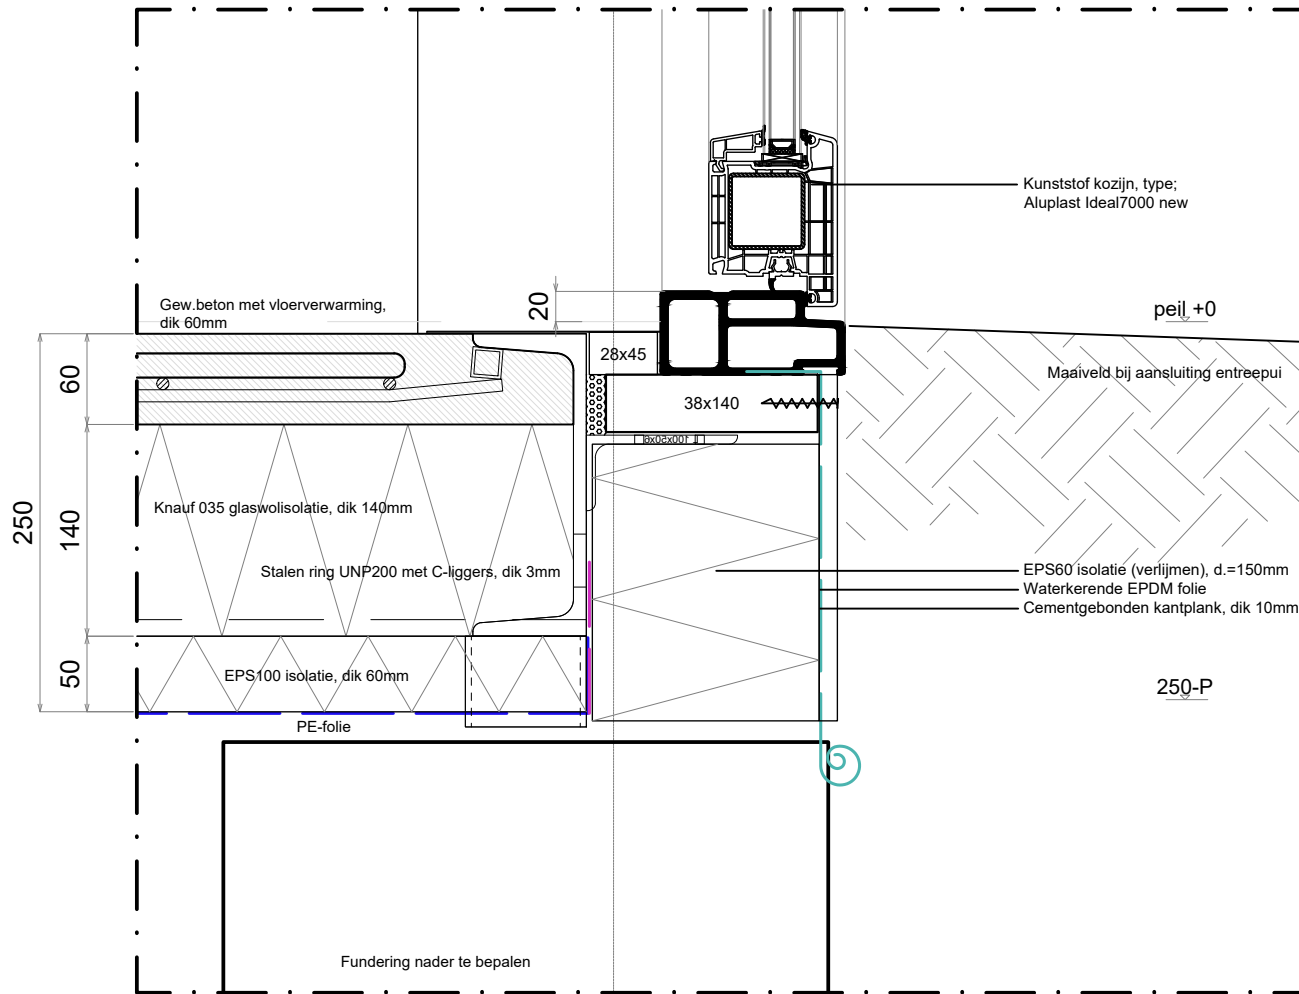 Kunststof kozijn, type;
Aluplast Ideal7000 new
Gew.beton met vloerverwarming,
dik 60mm
20
peil +0
28x45
Maaiveld bij aansluiting entreepui
60
38x140
100x50x6
250
140
Knauf 035 glaswolisolatie, dik 140mm
Stalen ring UNP200 met C-liggers, dik 3mm
EPS60 isolatie (verlijmen), d.=150mm
Waterkerende EPDM folie
Cementgebonden kantplank, dik 10mm
50
EPS100 isolatie, dik 60mm
250-P
PE-folie
Fundering nader te bepalen